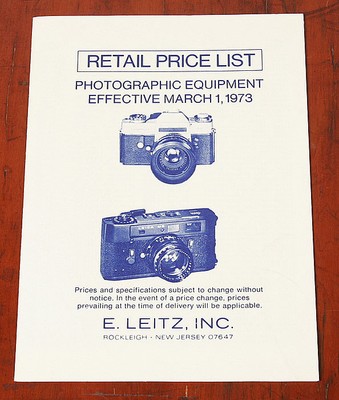 RETAIL PRICE LIST
PHOTOGRAPHIC EQUIPMENT
EFFECTIVE MARCH 1, 1973
Prices and specifications subject to change without
notice. In the event of a price change, prices
prevailing at the time of delivery will be applicable.
E. LEITZ, INC.
ROCKLEIGH - NEW JERSEY 07647